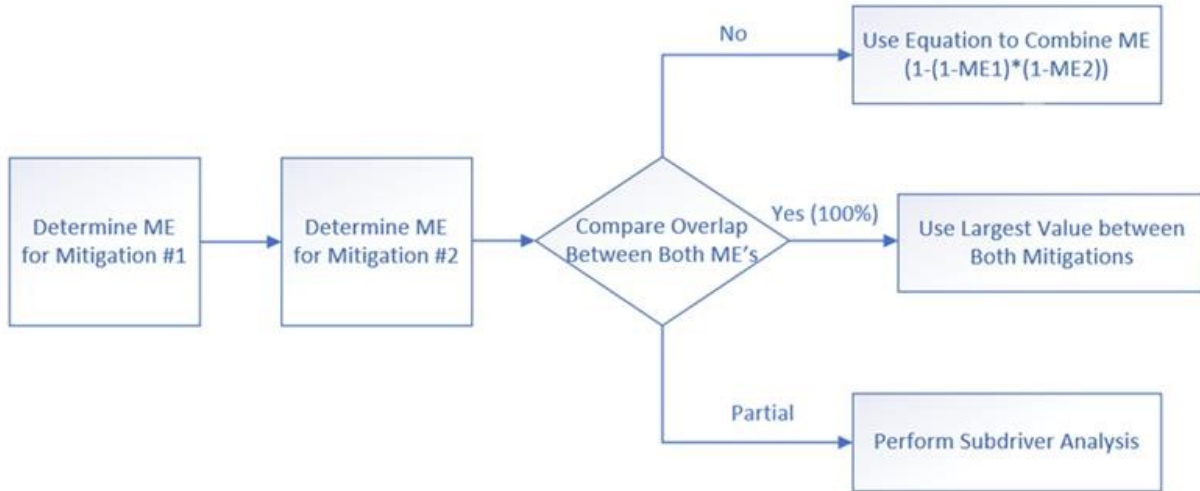 Determine ME
for Mitigation #1
Determine ME
for Mitigation #2
Compare Overlap
Between Both ME's
No
Use Equation to Combine ME
(1-(1-ME1)*(1-ME2))
Yes (100%)
Use Largest Value between
Both Mitigations
Partial
Perform Subdriver Analysis